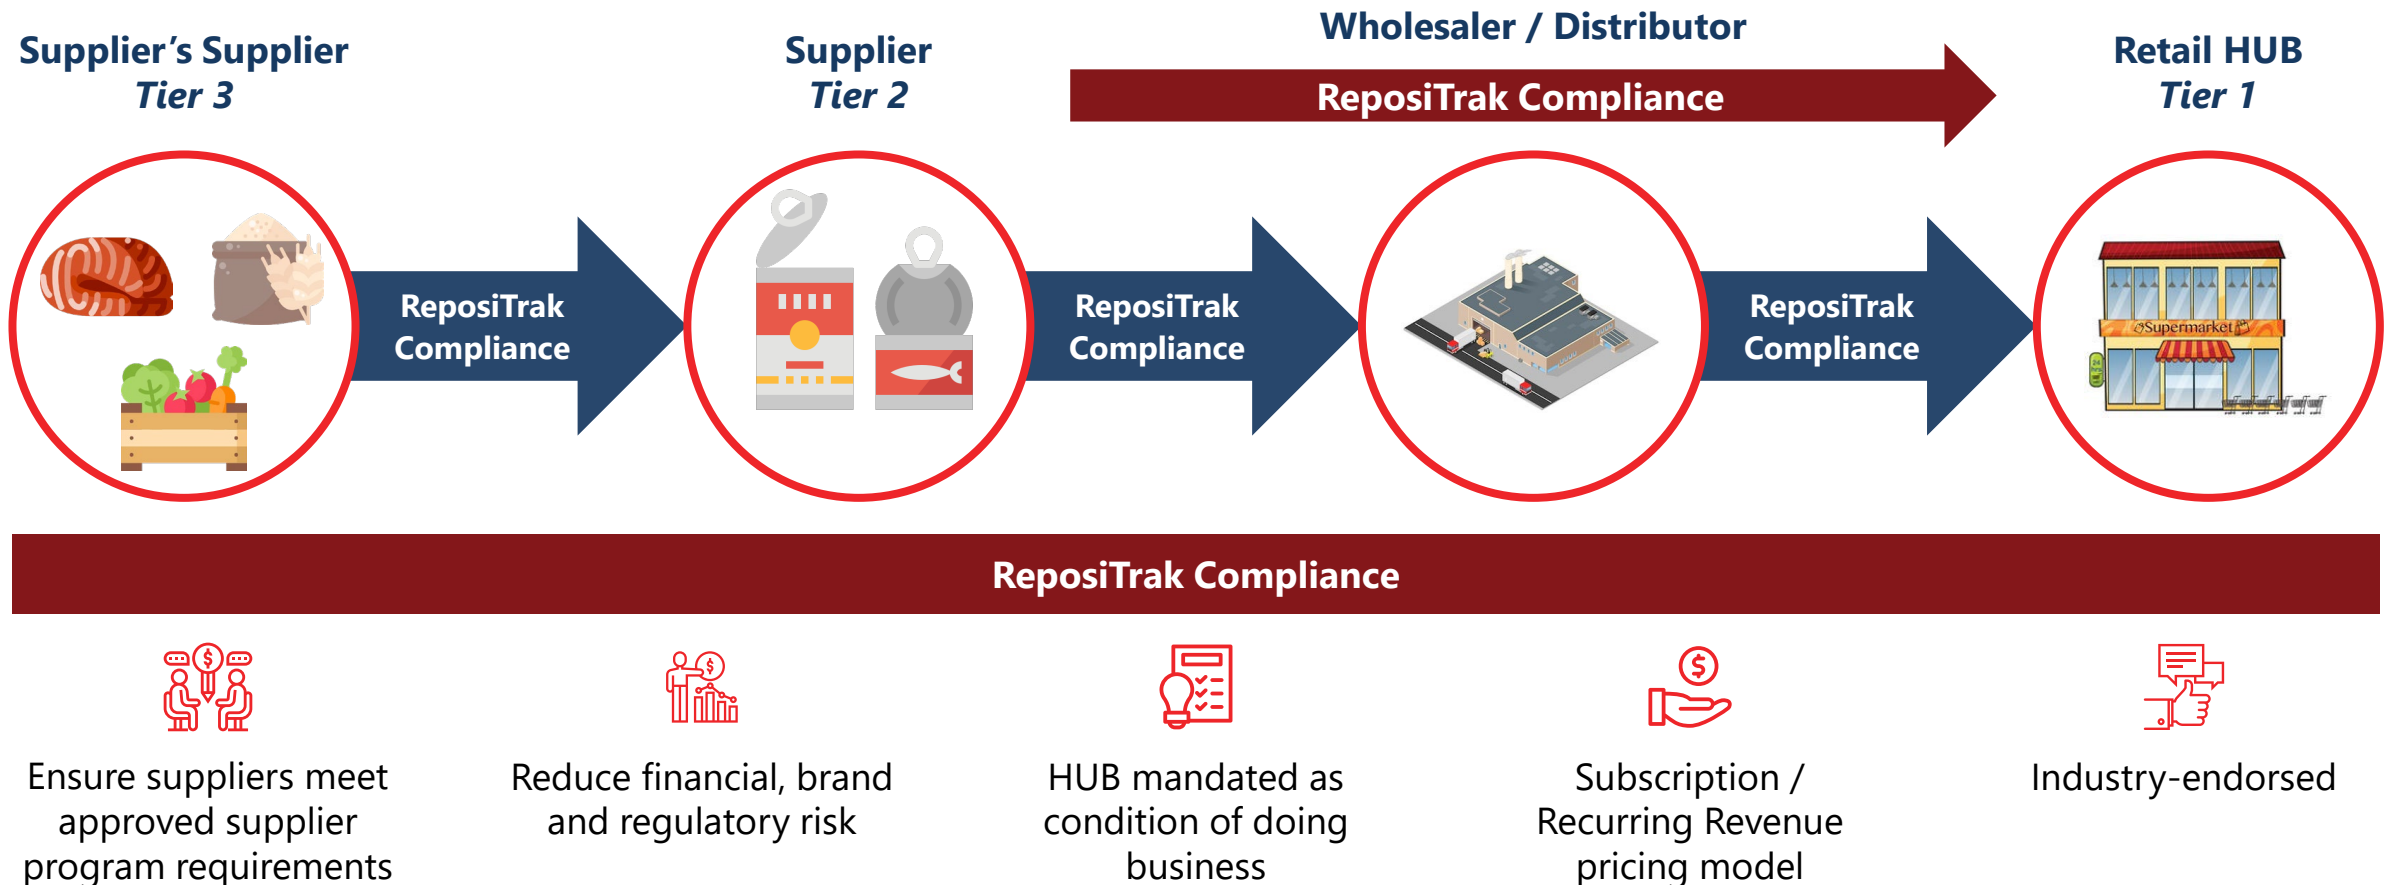 Supplier’s Supplier
Tier 3
Supplier
Tier 2
Wholesaler / Distributor
ReposiTrak Compliance
Retail HUB
Tier 1
ReposiTrak
Compliance
ReposiTrak
Compliance
ReposiTrak
Compliance
Supermarket
24
ReposiTrak Compliance
Ensure suppliers meet
approved supplier
program requirements
Reduce financial, brand
and regulatory risk
HUB mandated as
condition of doing
business
Subscription /
Recurring Revenue
pricing model
Industry-endorsed